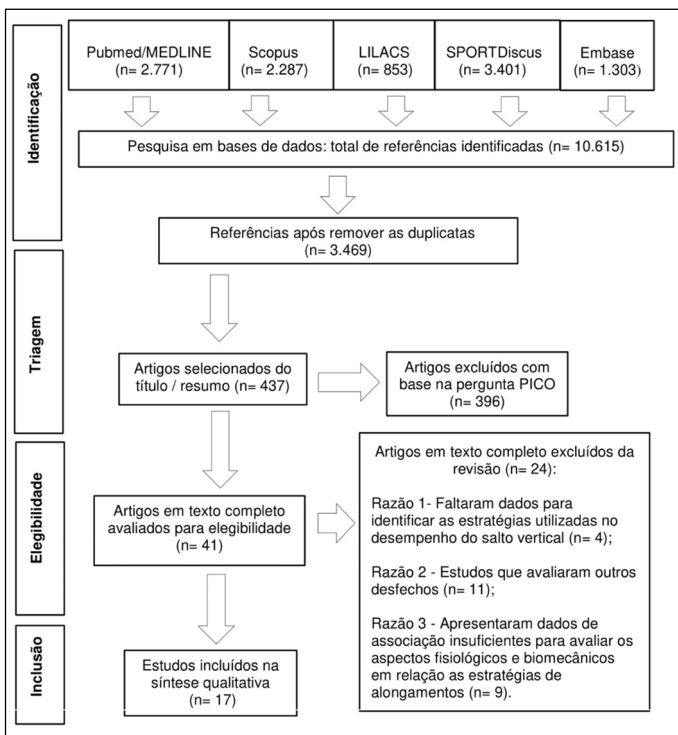 Identificação
Pubmed/MEDLINE
(n= 2.771)
Scopus
(n= 2.287)
LILACS
(n= 853)
SPORTDiscus
(n= 3.401)
Embase
(n= 1.303)
Pesquisa em bases de dados: total de referências identificadas (n= 10.615)
Referências após remover as duplicatas
(n= 3.469)
Triagem
Artigos selecionados do
título / resumo (n= 437)
Artigos excluídos com
base na pergunta PICO
(n= 396)
Elegibilidade
Artigos em texto completo
avaliados para elegibilidade
(n= 41)
Artigos em texto completo excluídos da
revisão (n= 24):
Razão 1- Faltaram dados para
identificar as estratégias utilizadas no
desempenho do salto vertical (n= 4);
Razão 2 - Estudos que avaliaram outros
desfechos (n= 11);
Razão 3 - Apresentaram dados de
associação insuficientes para avaliar os
aspectos fisiológicos e biomecânicos
em relação as estratégias de
alongamentos (n= 9).
Inclusão
Estudos incluídos na
síntese qualitativa
(n= 17)